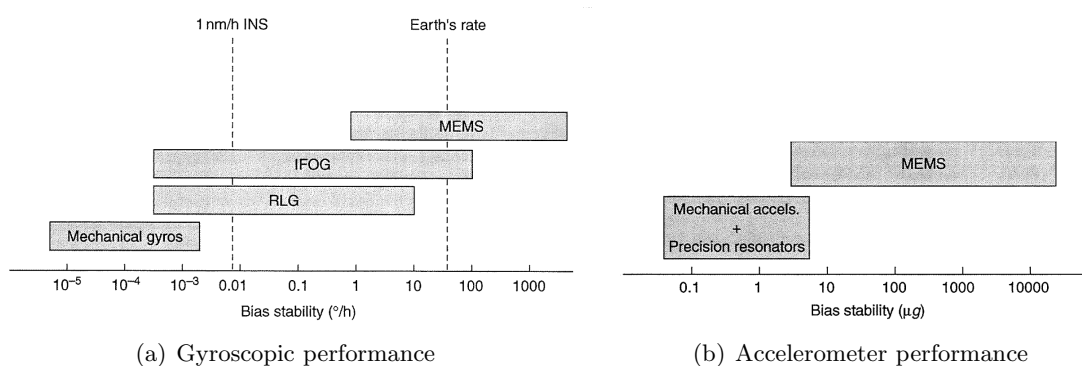 1 nm/h INS
Earth's rate
MEMS
IFOG
RLG
Mechanical gyros
10⁻⁵ 10⁻⁴ 10⁻³ 0.01 0.1 1 10 100 1000
Bias stability (°/h)
(a) Gyroscopic performance
MEMS
Mechanical accels.
+
Precision resonators
0.1 1 10 100 1000 10000
Bias stability (μg)
(b) Accelerometer performance